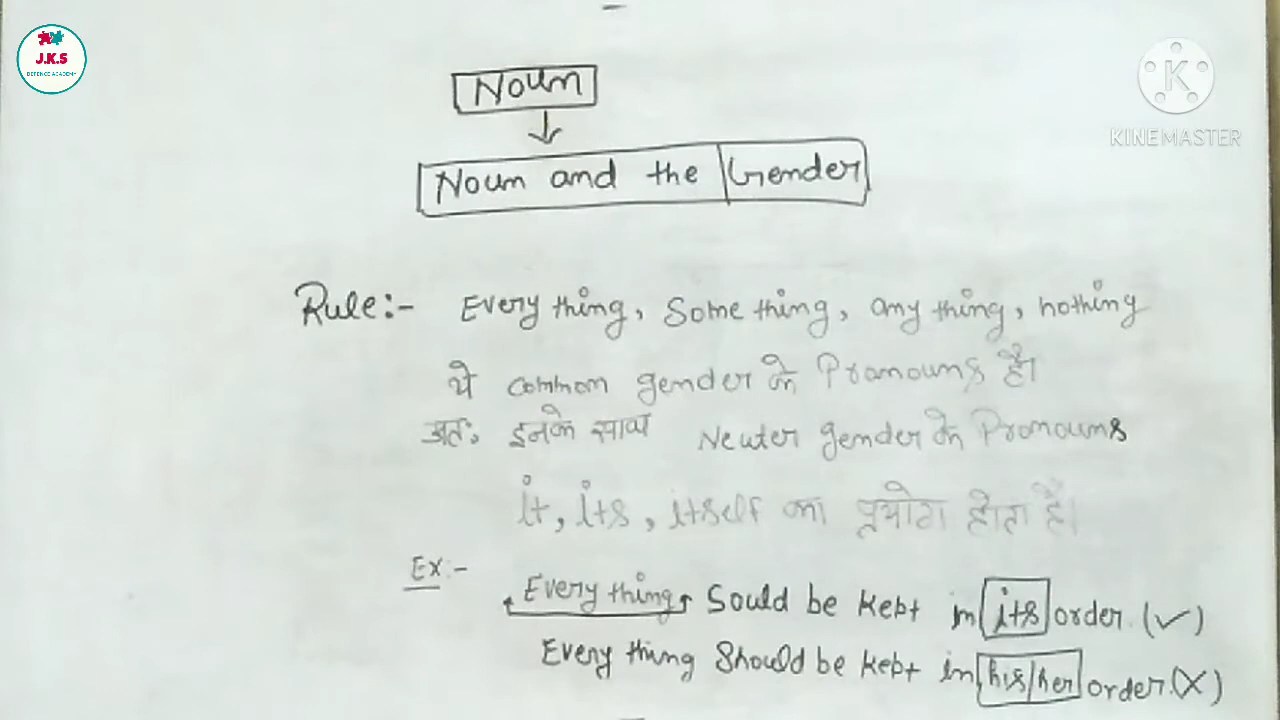 J.K.S
DEFENCE ACADEMY
KINEMASTER
Noun
Noun and the Gender
Rule:- Every thing, Some thing, any thing, nothing
ये common gender के Pronouns है।
अतः इनके साथ Neuter gender के Pronouns
it, its, itself का प्रयोग होता है।
Ex:-
Every thing Sould be kept in its order. (✓)
Every thing Should be kept in his/her order. (X)